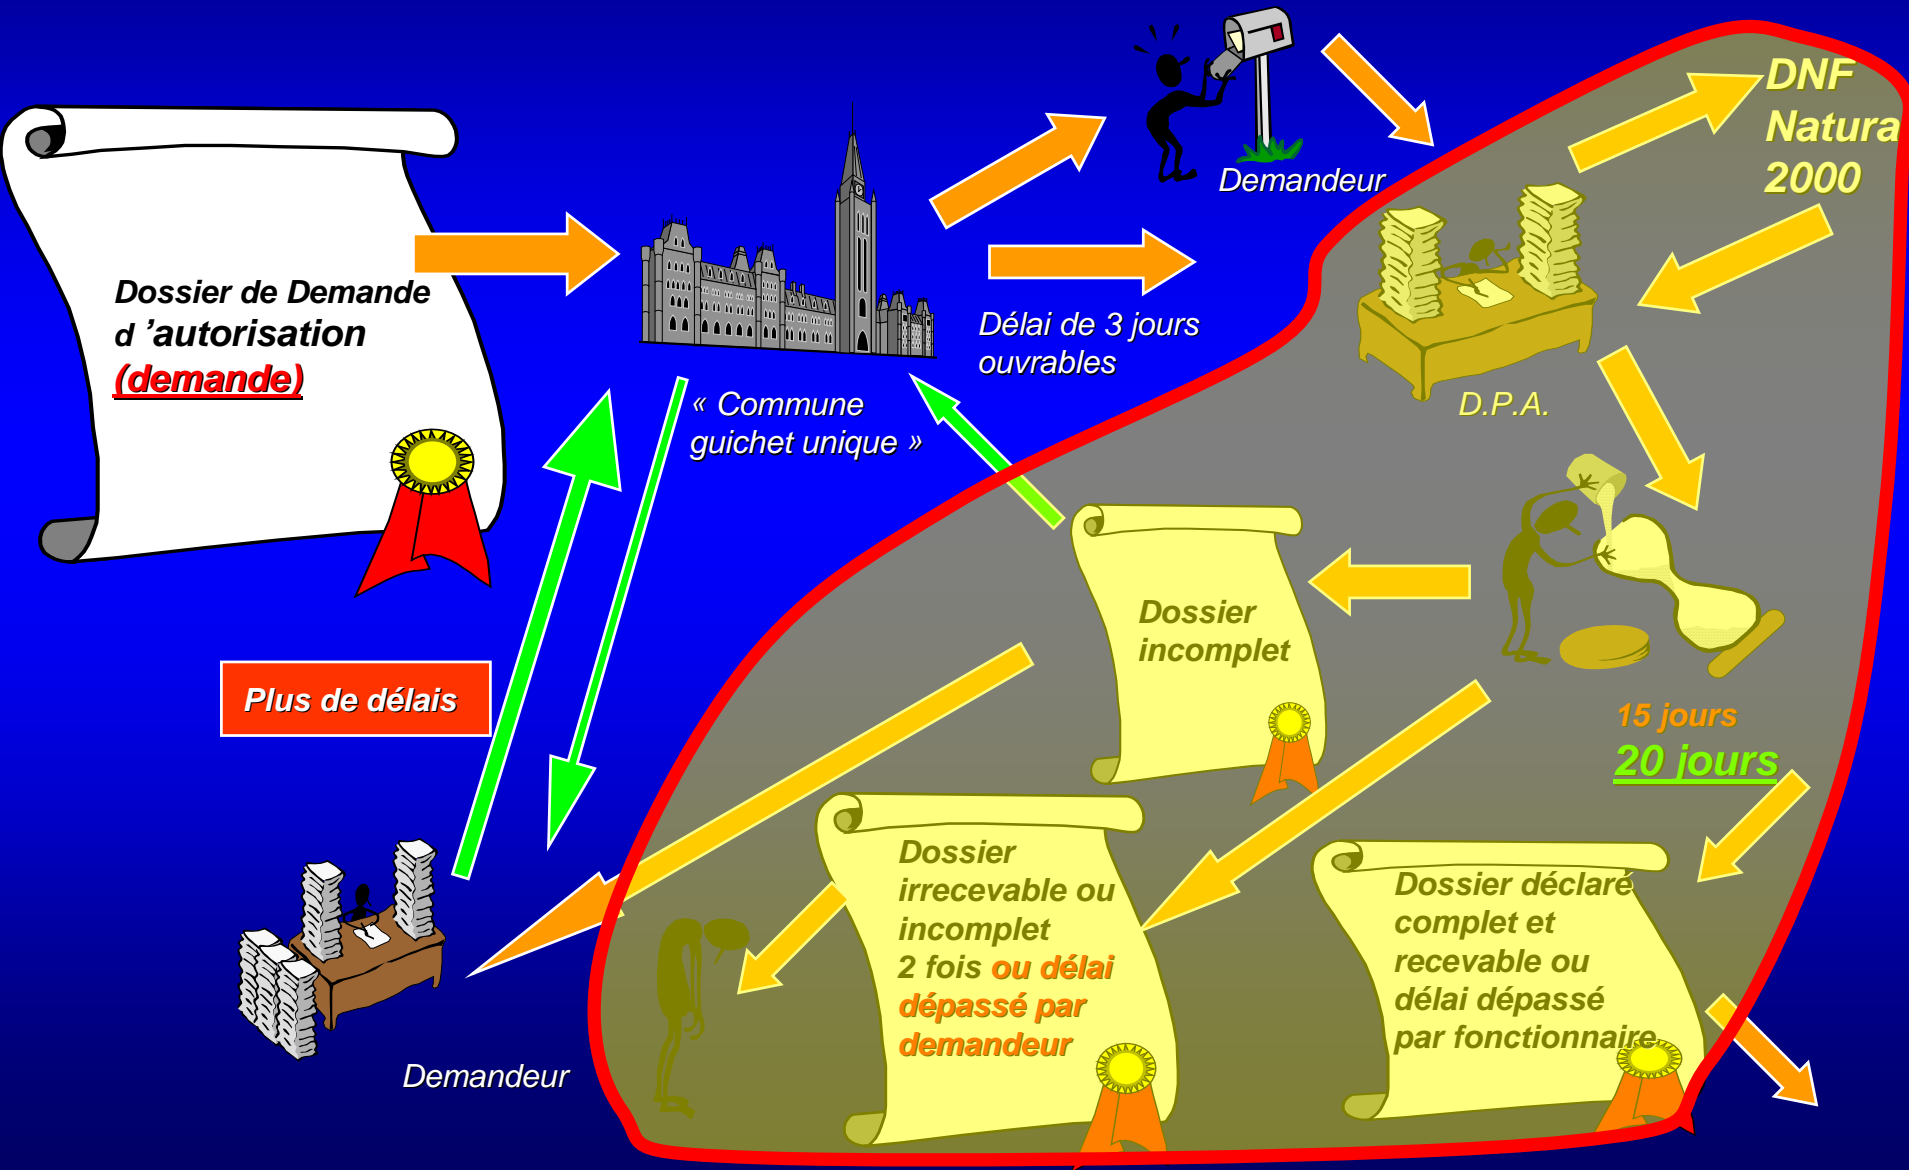 Dossier de Demande
d ’autorisation
(demande)
« Commune
guichet unique »
Délai de 3 jours
ouvrables
Demandeur
DNF
Natura
2000
D.P.A.
15 jours
20 jours
Dossier
incomplet
Plus de délais
Demandeur
Dossier
irrecevable ou
incomplet
2 fois ou délai
dépassé par
demandeur
Dossier déclaré
complet et
recevable ou
délai dépassé
par fonctionnaire